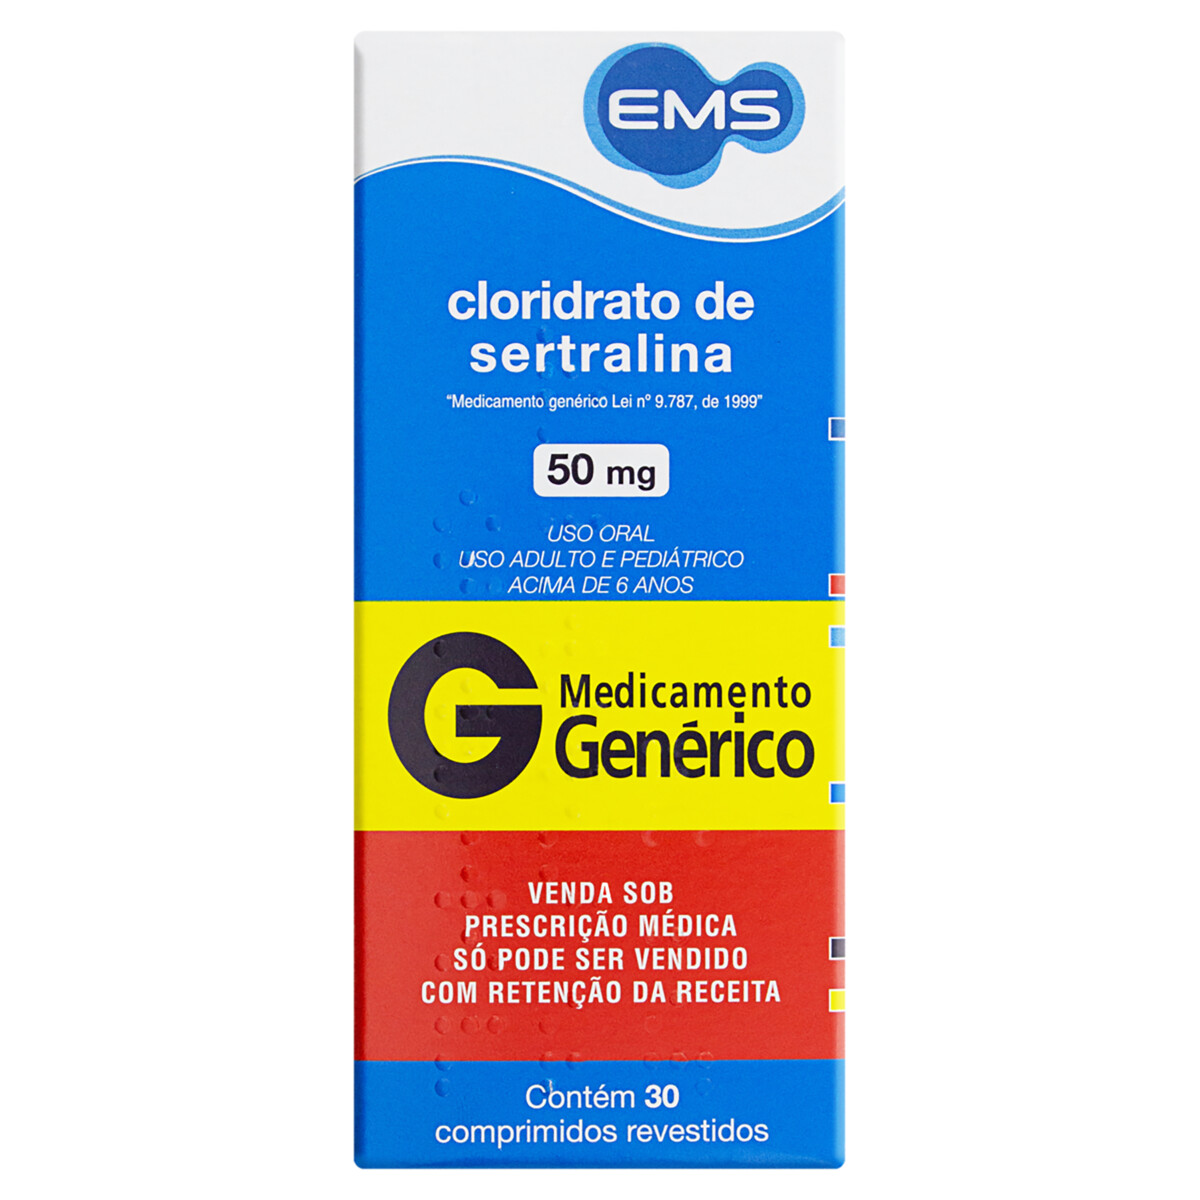 EMS
cloridrato de
sertralina
“Medicamento genérico Lei nº 9.787, de 1999”
50 mg
USO ORAL
USO ADULTO E PEDIÁTRICO
ACIMA DE 6 ANOS
G
Medicamento
Genérico
VENDA SOB
PRESCRIÇÃO MÉDICA
SÓ PODE SER VENDIDO
COM RETENÇÃO DA RECEITA
Contém 30
comprimidos revestidos